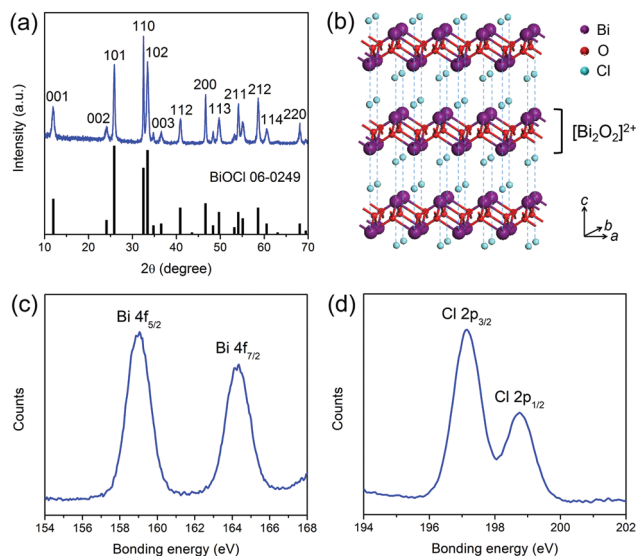 (a)
001
002
101
110
102
003
112
200
113
211
212
114
220
BiOCl 06-0249
Intensity (a.u.)
10 20 30 40 50 60 70
2θ (degree)
(b)
Bi
O
Cl
[Bi₂O₂]²⁺
c
b
a
(c)
Bi 4f₅/₂
Bi 4f₇/₂
Counts
154 156 158 160 162 164 166 168
Bonding energy (eV)
(d)
Cl 2p₃/₂
Cl 2p₁/₂
Counts
194 196 198 200 202
Bonding energy (eV)